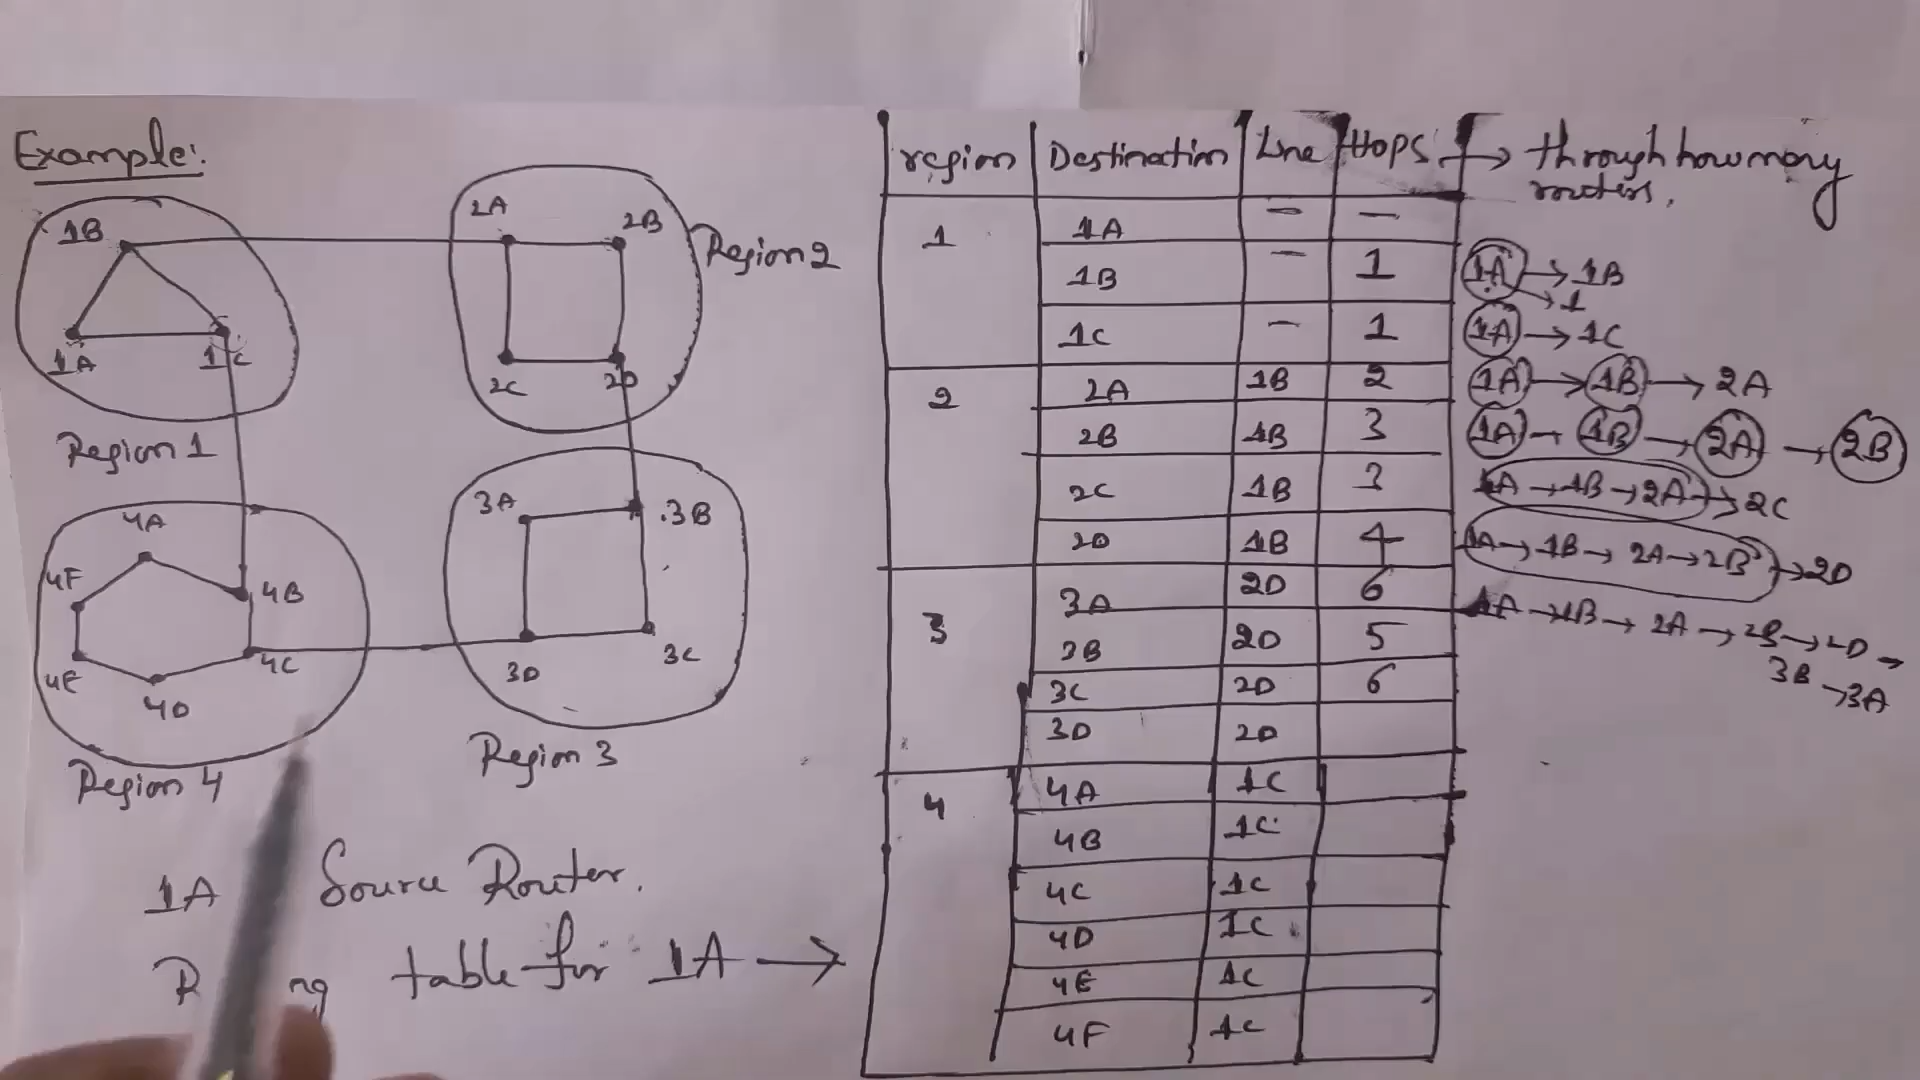 Example:
1B
1A
1C
Region 1
2A
2B
2C
2D
Region 2
3A
3B
3D
3C
Region 3
4A
4F
4B
4E
4C
4D
Region 4
1A Source Router.
table for 1A →
region Destination Line Hops → through how many
routers.
1 1A - -
1B - 1 1A → 1B
→ 1
1C - 1 1A → 1C
2 2A 1B 2 1A → 1B → 2A
2B 1B 3 1A → 1B → 2A → 2B
2C 1B 3 1A → 1B → 2A → 2C
2D 1B 4 1A → 1B → 2A → 2B → 2D
3 3A 2D 6 1A → 1B → 2A → 2B → 2D →
3B → 3A
3B 2D 5
3C 2D 6
3D 2D
4 4A 1C
4B 1C
4C 1C
4D 1C
4E 1C
4F 1C